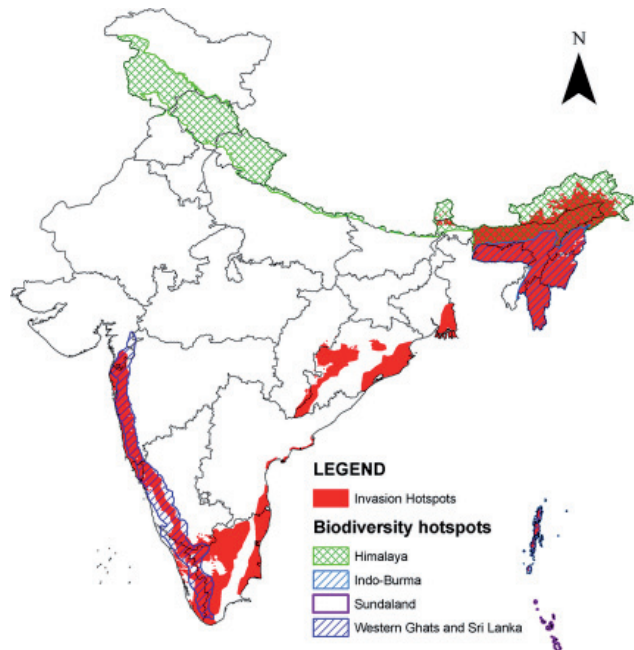 N
LEGEND
Invasion Hotspots
Biodiversity hotspots
Himalaya
Indo-Burma
Sundaland
Western Ghats and Sri Lanka